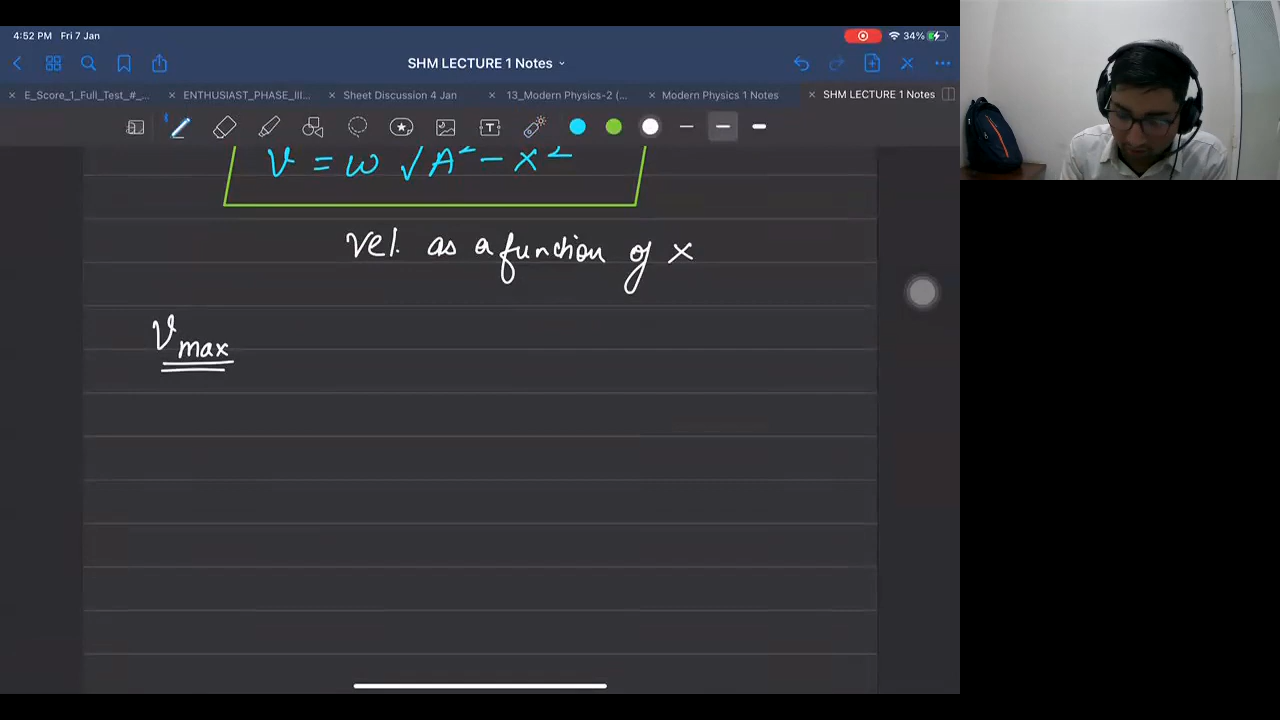 4:52 PM Fri 7 Jan 34%
SHM LECTURE 1 Notes
E_Score_1_Full_Test_#_... ENTHUSIAST_PHASE_III... Sheet Discussion 4 Jan 13_Modern Physics-2 (... Modern Physics 1 Notes SHM LECTURE 1 Notes
v = ω √A² − x²
Vel. as a function of x
Vmax